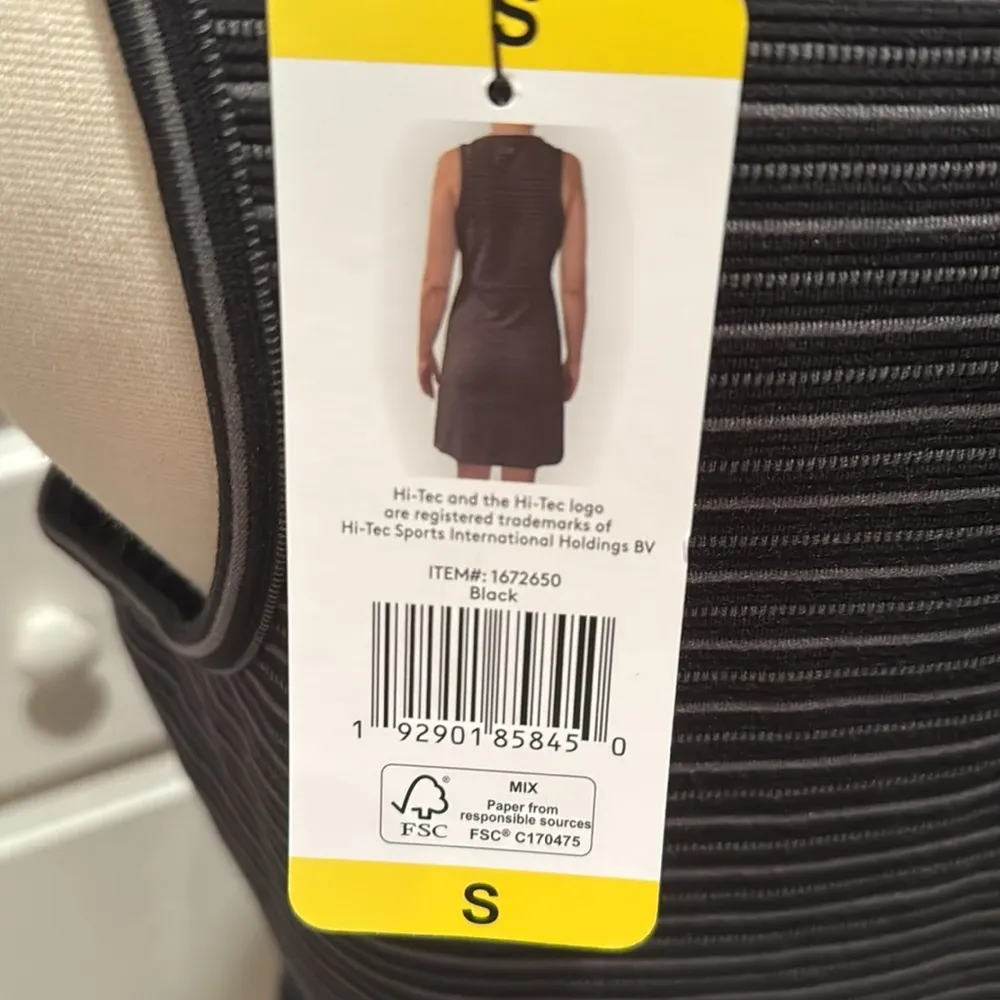 S
Hi-Tec and the Hi-Tec logo
are registered trademarks of
Hi-Tec Sports International Holdings BV
ITEM#: 1672650
Black
1 92901 85845 0
FSC®
MIX
Paper from
responsible sources
FSC® C170475
S